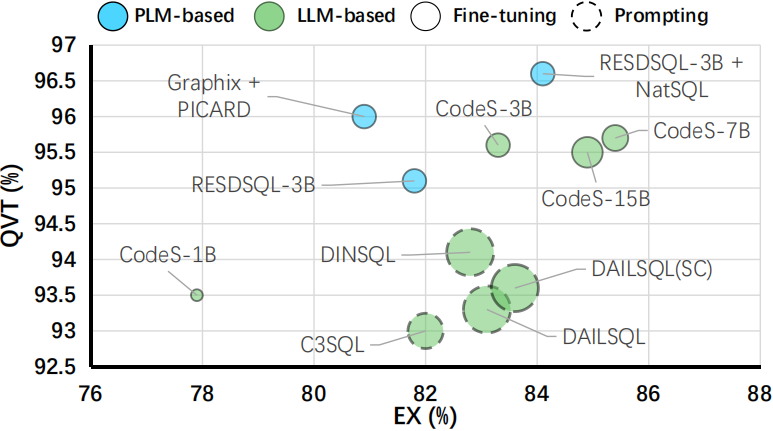 PLM-based LLM-based Fine-tuning Prompting
97
96.5
96
95.5
95
94.5
94
93.5
93
92.5
QVT (%)
RESDSQL-3B +
NatSQL
Graphix +
PICARD
CodeS-3B
CodeS-7B
RESDSQL-3B
CodeS-15B
CodeS-1B
DINSQL
DAILSQL(SC)
C3SQL
DAILSQL
76 78 80 82 84 86 88
EX (%)